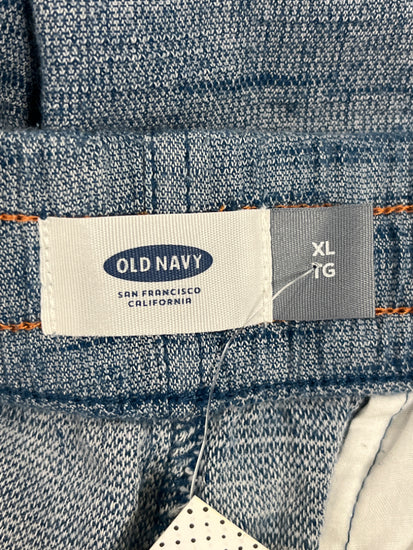 OLD NAVY
SAN FRANCISCO
CALIFORNIA
XL
TG